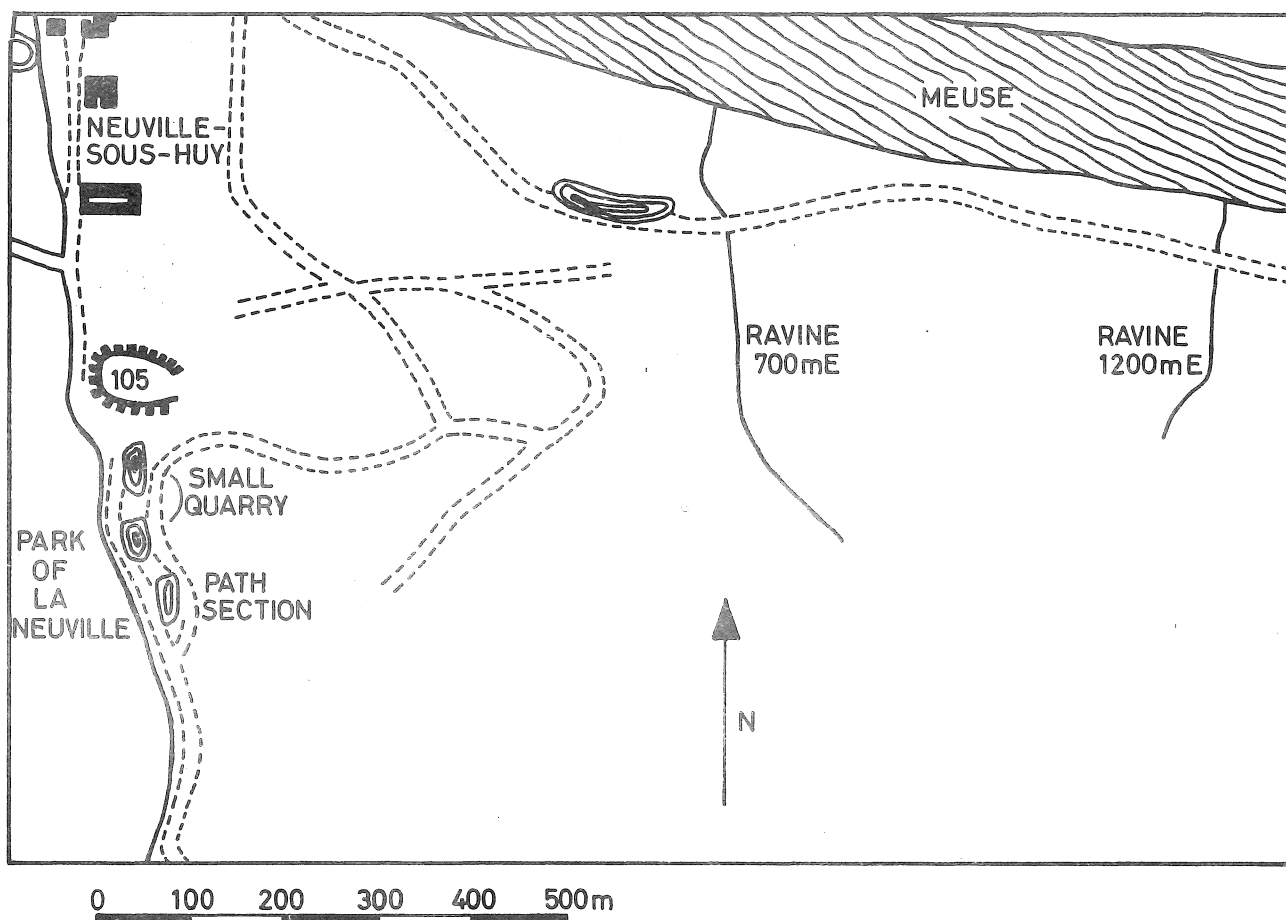 MEUSE
NEUVILLE-
SOUS-HUY
RAVINE
700mE
RAVINE
1200mE
105
SMALL
QUARRY
PARK
OF
LA
NEUVILLE
PATH
SECTION
N
0 100 200 300 400 500m